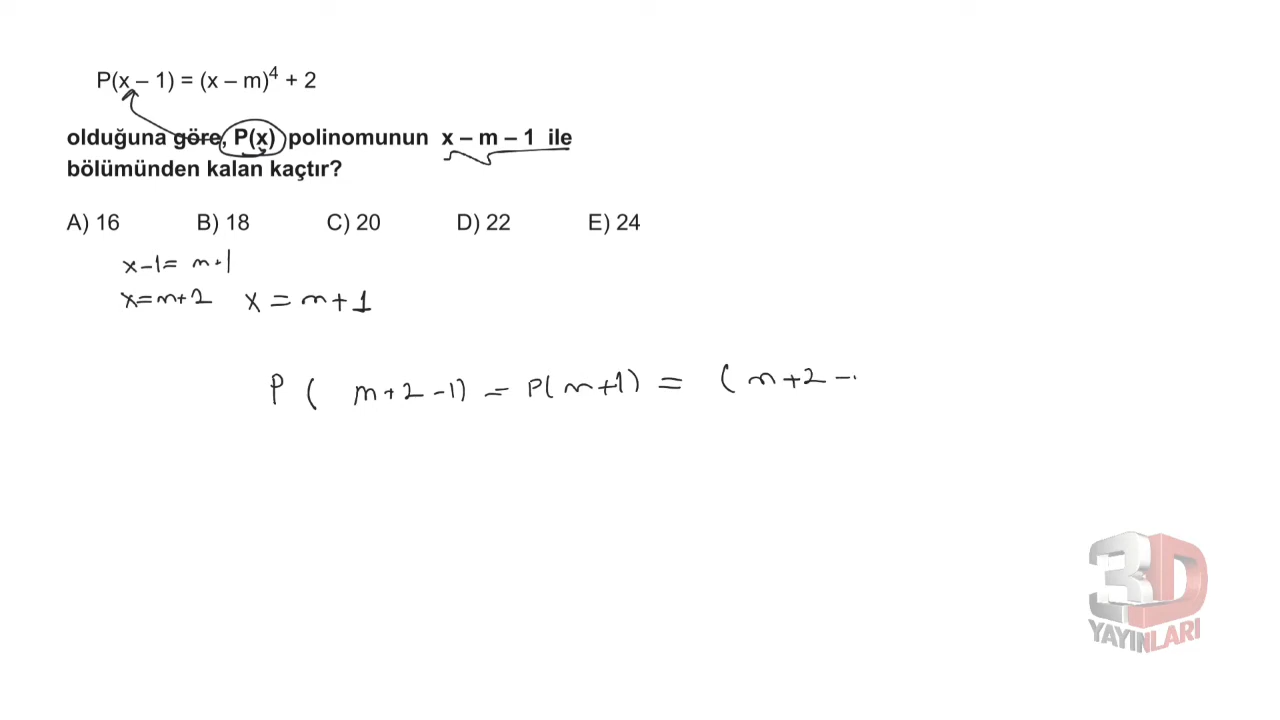 P(x – 1) = (x – m)⁴ + 2
olduğuna göre, P(x) polinomunun x – m – 1 ile
bölümünden kalan kaçtır?
A) 16 B) 18 C) 20 D) 22 E) 24
x-1= m+1
x=m+2 x = m+1
P( m+2-1) = P(m+1) = (m+2-
3D
YAYINLARI